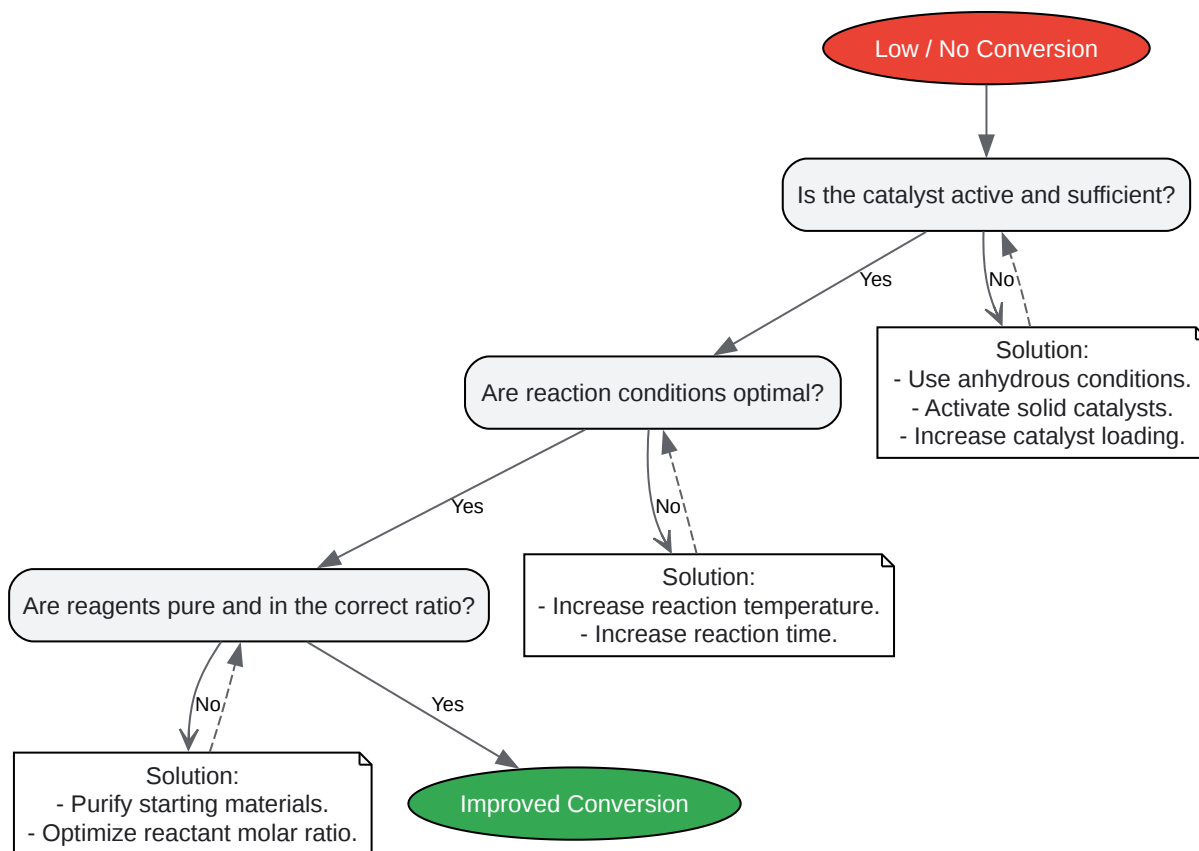 Low / No Conversion
Is the catalyst active and sufficient?
Yes
No
Solution:
- Use anhydrous conditions.
- Activate solid catalysts.
- Increase catalyst loading.
Are reaction conditions optimal?
Yes
No
Solution:
- Increase reaction temperature.
- Increase reaction time.
Are reagents pure and in the correct ratio?
No
Yes
Solution:
- Purify starting materials.
- Optimize reactant molar ratio.
Improved Conversion